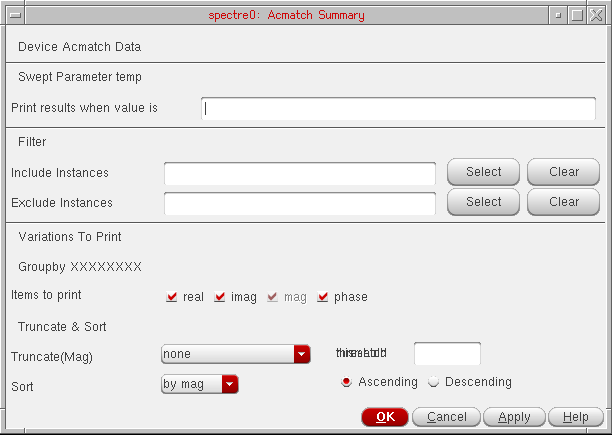 spectre0: Acmatch Summary
Device Acmatch Data
Swept Parameter temp
Print results when value is
Filter
Include Instances Select Clear
Exclude Instances Select Clear
Variations To Print
Groupby XXXXXXXX
Items to print real imag mag phase
Truncate & Sort
Truncate(Mag) none
Sort by mag Ascending Descending
OK Cancel Apply Help